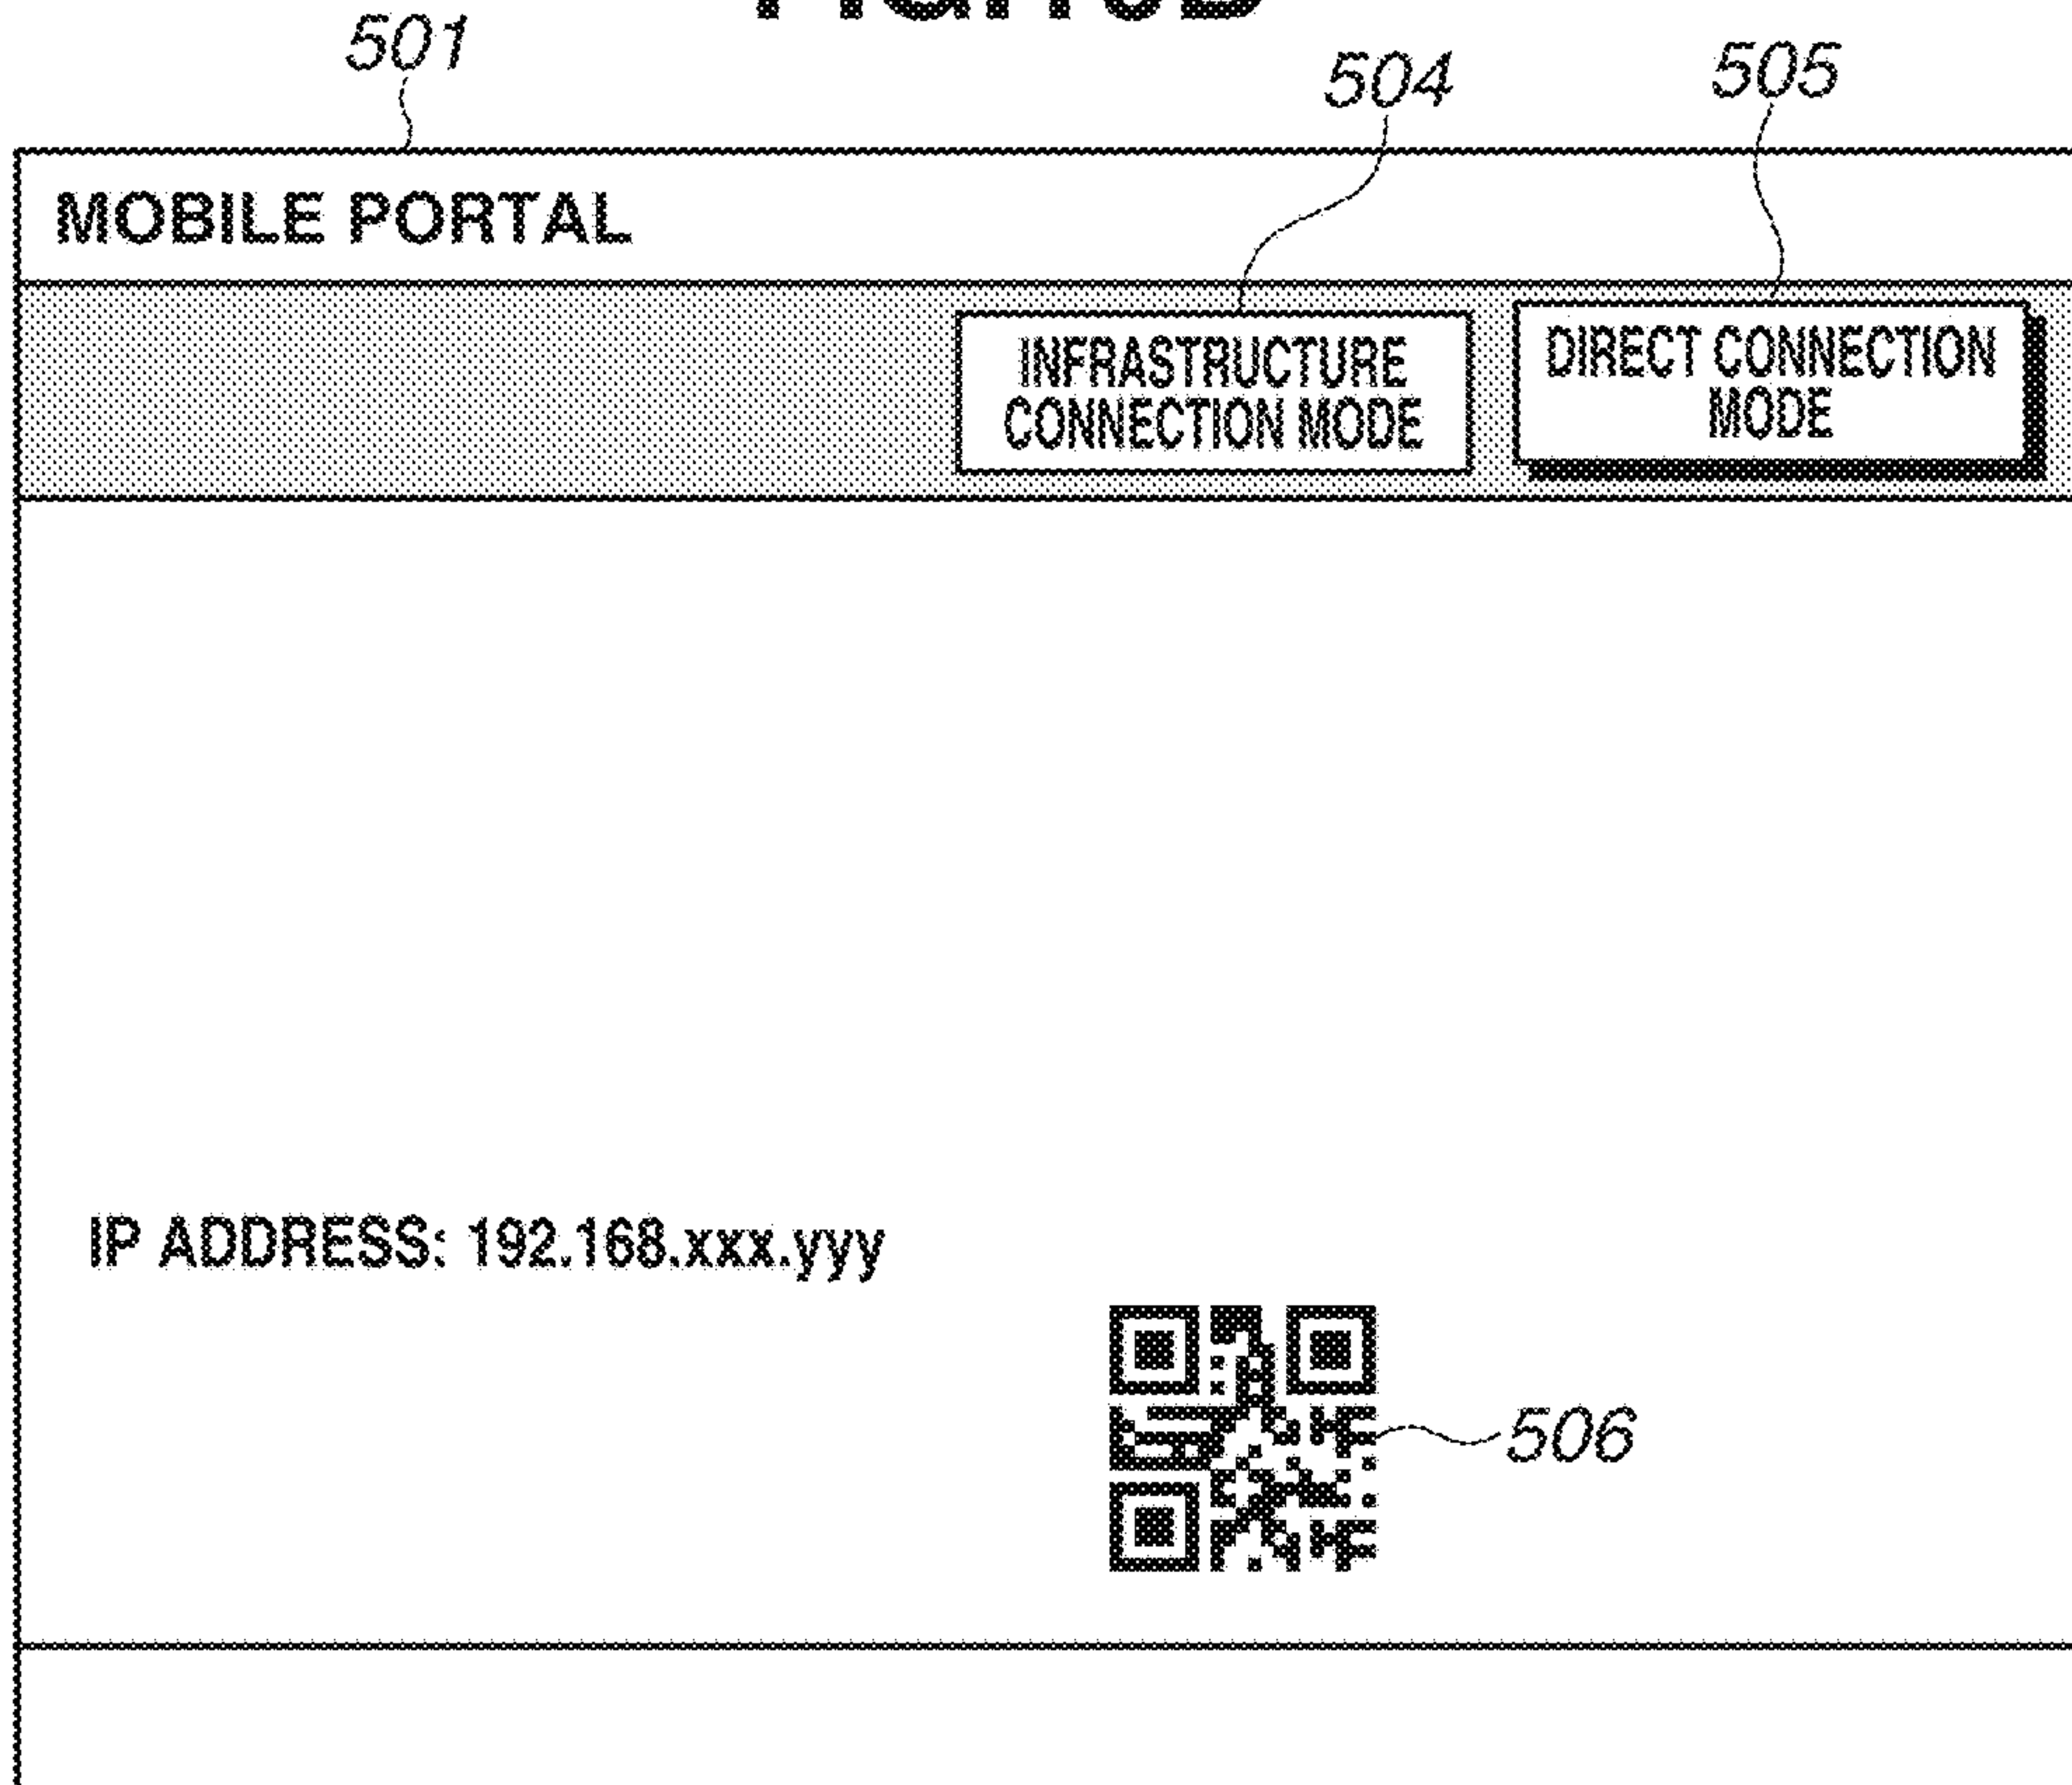 501
504
505
MOBILE PORTAL
INFRASTRUCTURE
CONNECTION MODE
DIRECT CONNECTION
MODE
IP ADDRESS: 192.168.xxx.yyy
506